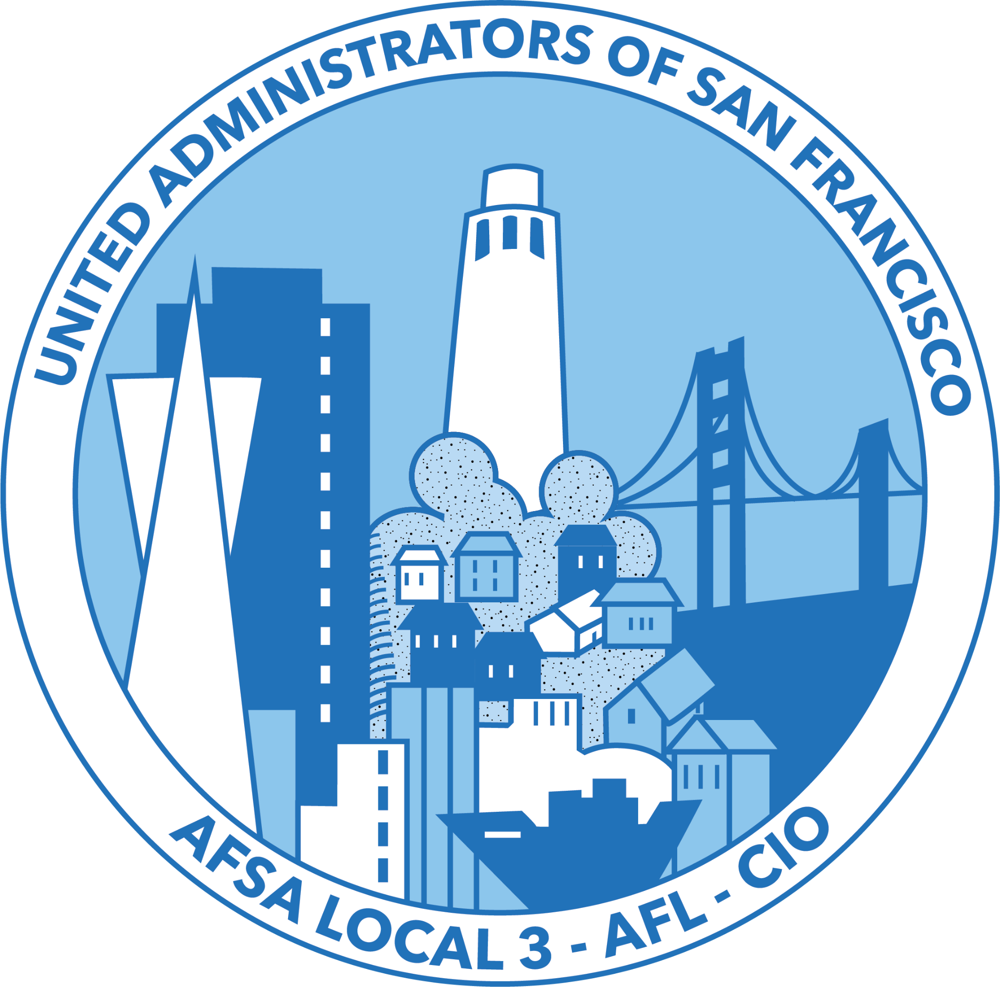 UNITED ADMINISTRATORS OF SAN FRANCISCO
AFSA LOCAL 3 - AFL - CIO